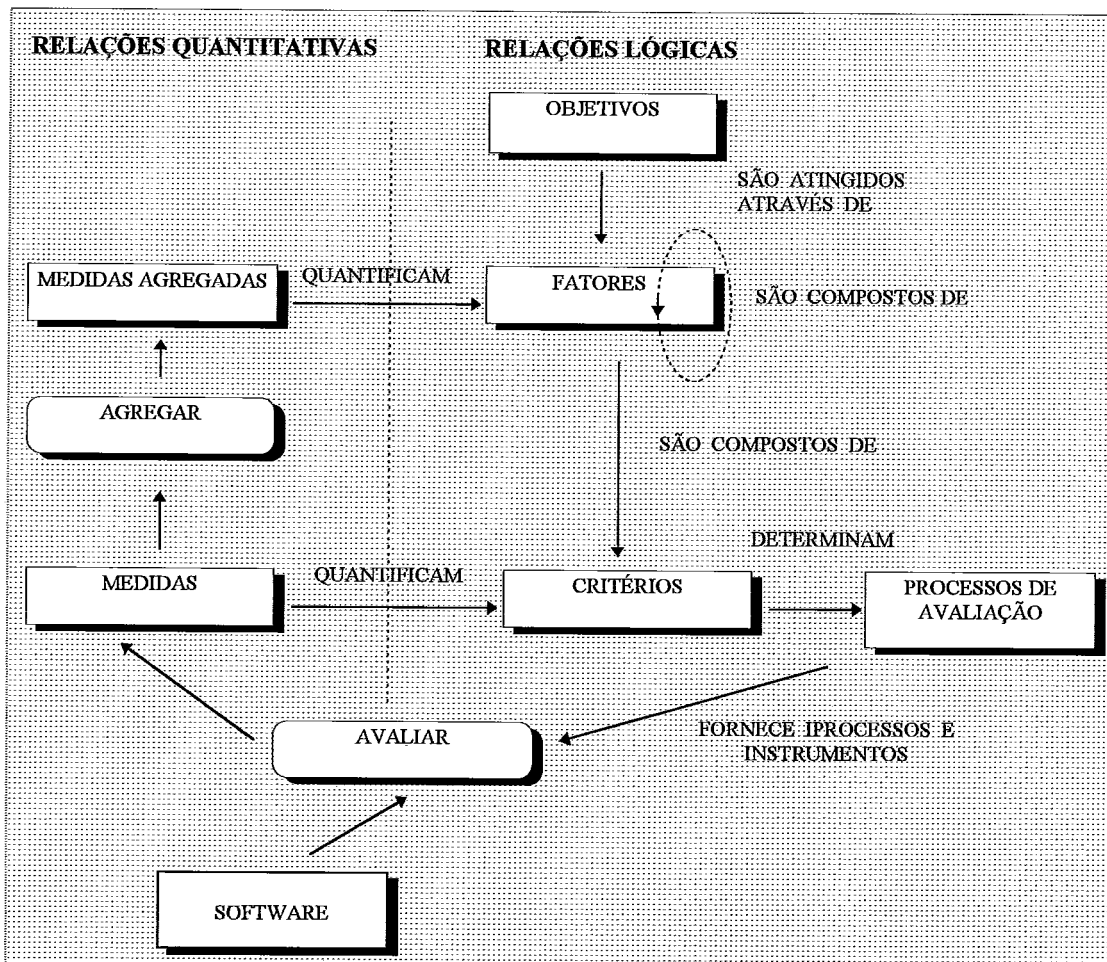 RELAÇÕES QUANTITATIVAS
RELAÇÕES LÓGICAS
OBJETIVOS
SÃO ATINGIDOS
ATRAVÉS DE
MEDIDAS AGREGADAS
QUANTIFICAM
FATORES
SÃO COMPOSTOS DE
AGREGAR
SÃO COMPOSTOS DE
DETERMINAM
MEDIDAS
QUANTIFICAM
CRITÉRIOS
PROCESSOS DE
AVALIAÇÃO
AVALIAR
FORNECE IPROCESSOS E
INSTRUMENTOS
SOFTWARE